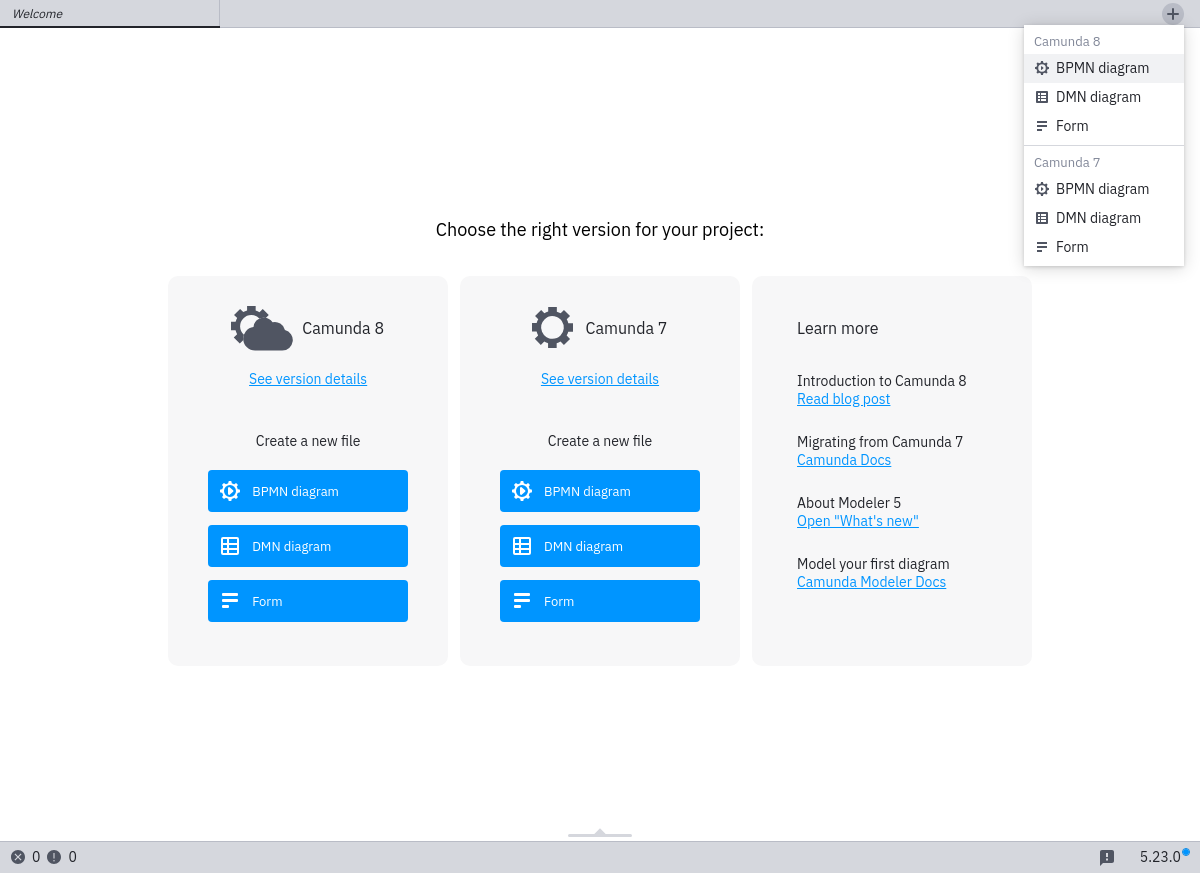 Welcome
Camunda 8
BPMN diagram
DMN diagram
Form
Camunda 7
BPMN diagram
DMN diagram
Form
Choose the right version for your project:
Camunda 8
See version details
Create a new file
BPMN diagram
DMN diagram
Form
Camunda 7
See version details
Create a new file
BPMN diagram
DMN diagram
Form
Learn more
Introduction to Camunda 8
Read blog post
Migrating from Camunda 7
Camunda Docs
About Modeler 5
Open "What's new"
Model your first diagram
Camunda Modeler Docs
0 0
5.23.0